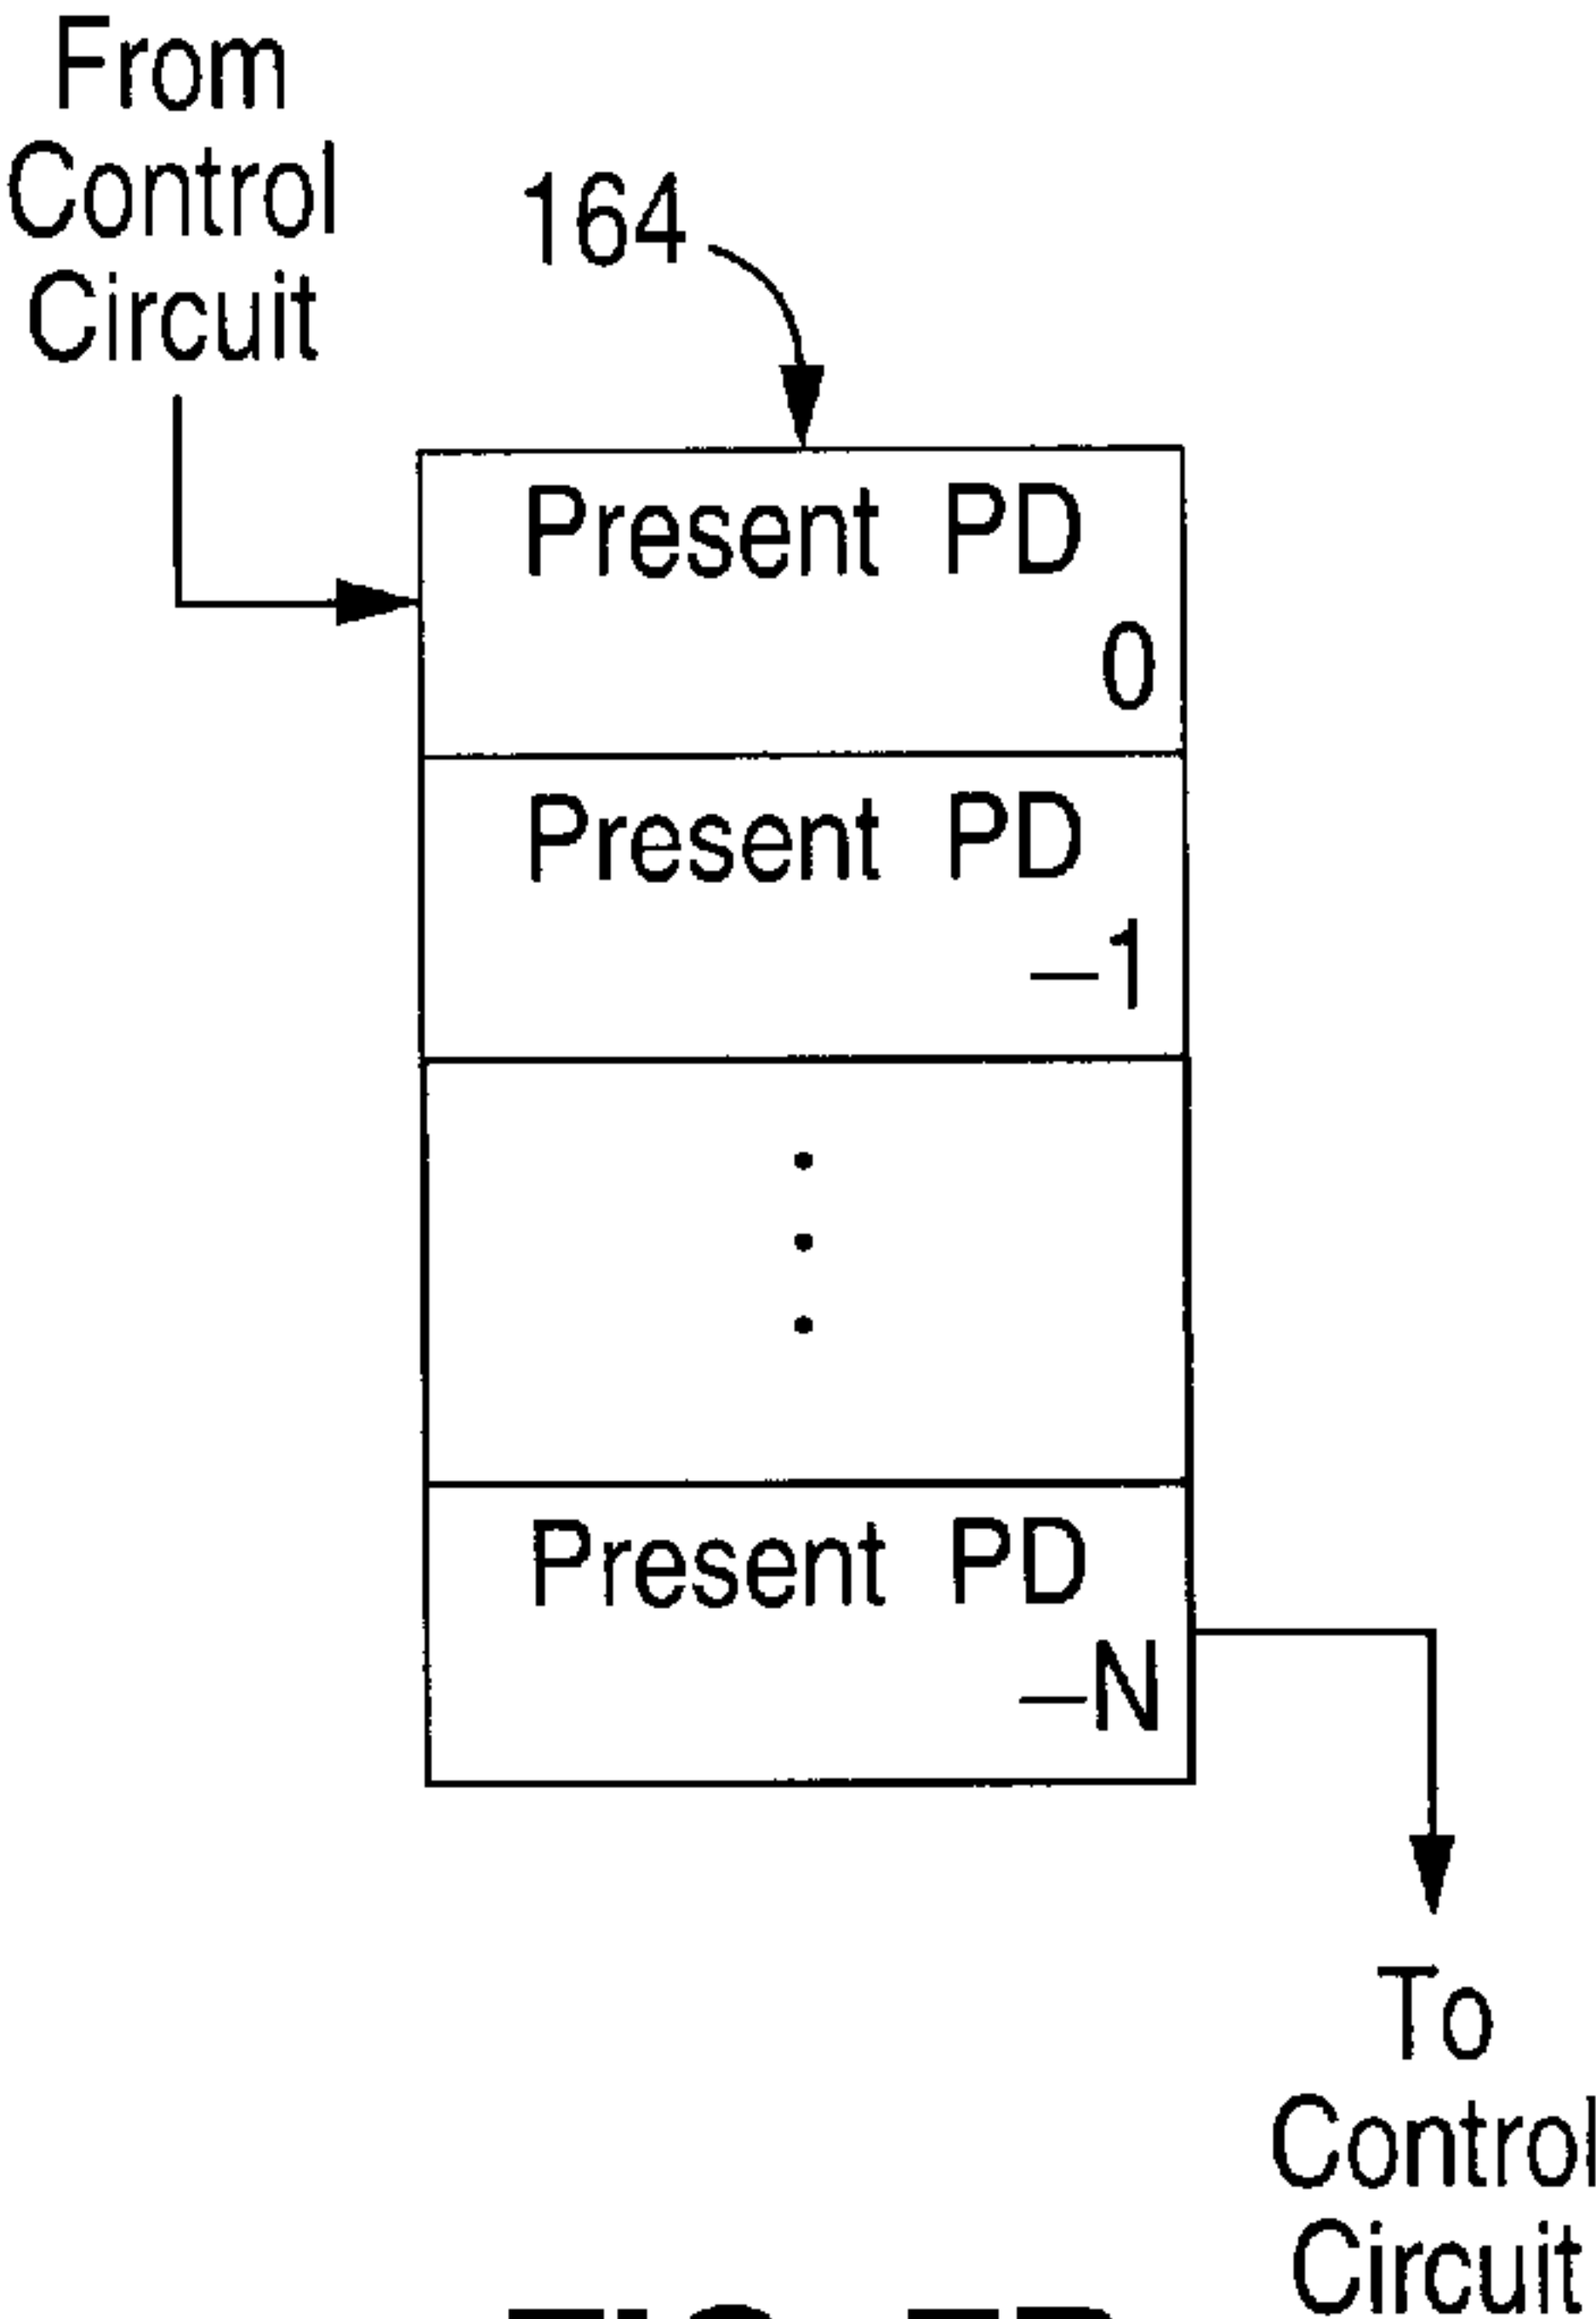 From
Control
Circuit
164
Present PD
0
Present PD
–1
Present PD
–N
To
Control
Circuit